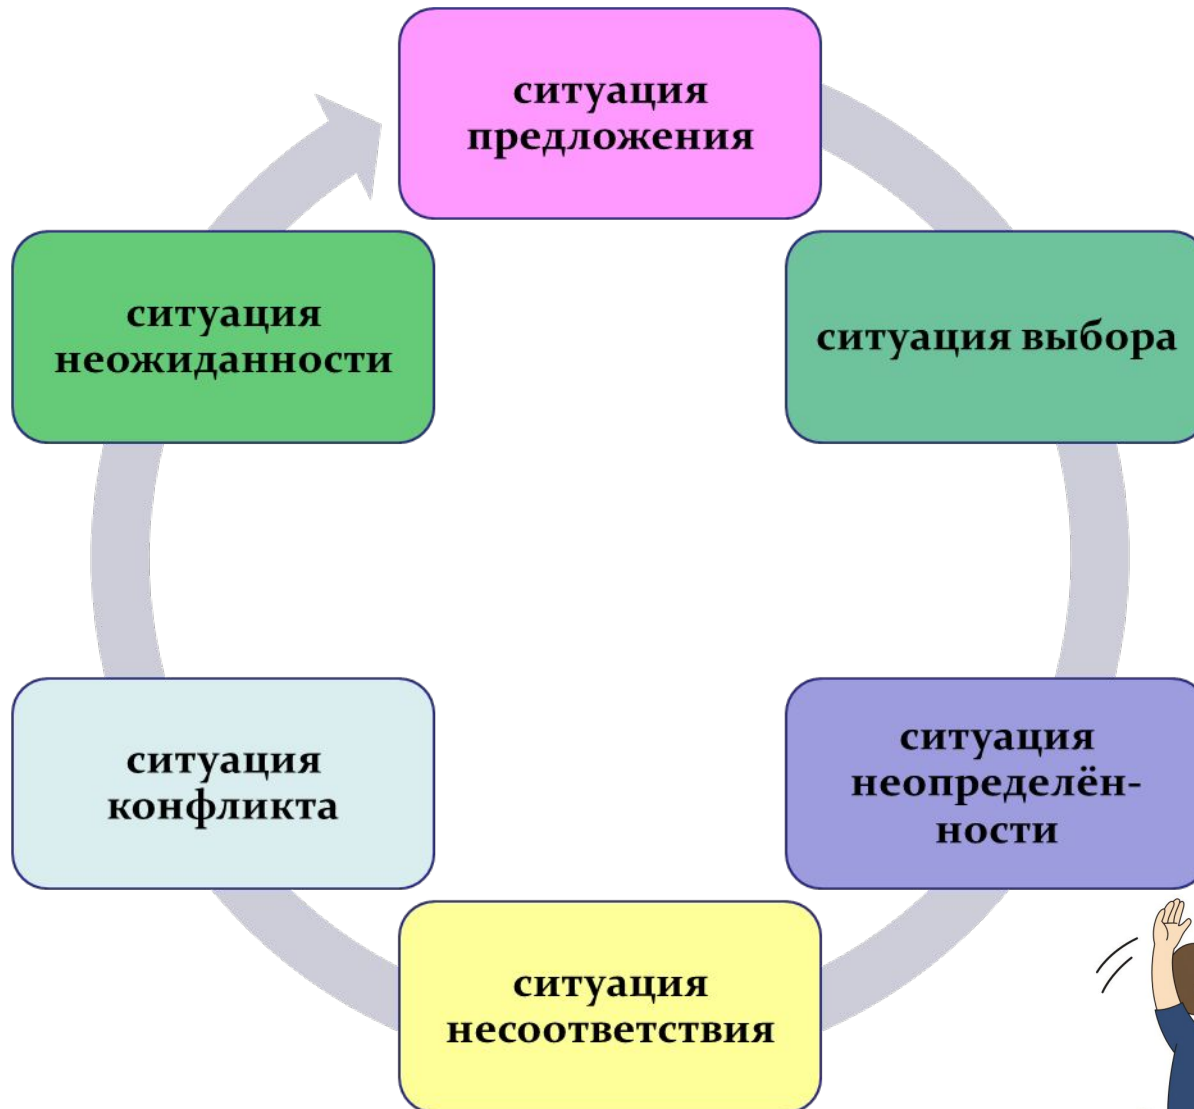 ситуация
предложения
ситуация выбора
ситуация
неопределён-
ности
ситуация
несоответствия
ситуация
конфликта
ситуация
неожиданности